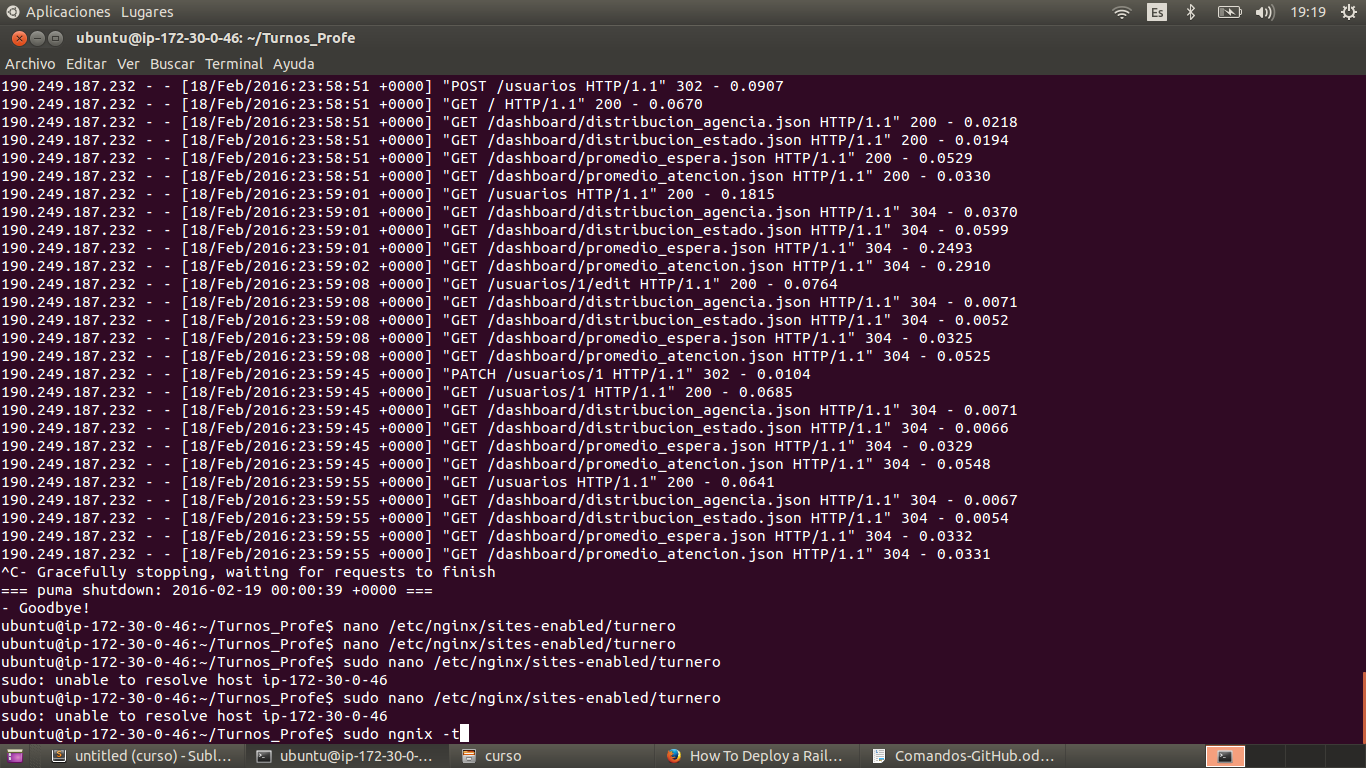 Aplicaciones Lugares
Es
19:19
ubuntu@ip-172-30-0-46: ~/Turnos_Profe
Archivo Editar Ver Buscar Terminal Ayuda
190.249.187.232 - - [18/Feb/2016:23:58:51 +0000] "POST /usuarios HTTP/1.1" 302 - 0.0907
190.249.187.232 - - [18/Feb/2016:23:58:51 +0000] "GET / HTTP/1.1" 200 - 0.0670
190.249.187.232 - - [18/Feb/2016:23:58:51 +0000] "GET /dashboard/distribucion_agencia.json HTTP/1.1" 200 - 0.0218
190.249.187.232 - - [18/Feb/2016:23:58:51 +0000] "GET /dashboard/distribucion_estado.json HTTP/1.1" 200 - 0.0194
190.249.187.232 - - [18/Feb/2016:23:58:51 +0000] "GET /dashboard/promedio_espera.json HTTP/1.1" 200 - 0.0529
190.249.187.232 - - [18/Feb/2016:23:58:51 +0000] "GET /dashboard/promedio_atencion.json HTTP/1.1" 200 - 0.0330
190.249.187.232 - - [18/Feb/2016:23:59:01 +0000] "GET /usuarios HTTP/1.1" 200 - 0.1815
190.249.187.232 - - [18/Feb/2016:23:59:01 +0000] "GET /dashboard/distribucion_agencia.json HTTP/1.1" 304 - 0.0370
190.249.187.232 - - [18/Feb/2016:23:59:01 +0000] "GET /dashboard/distribucion_estado.json HTTP/1.1" 304 - 0.0599
190.249.187.232 - - [18/Feb/2016:23:59:01 +0000] "GET /dashboard/promedio_espera.json HTTP/1.1" 304 - 0.2493
190.249.187.232 - - [18/Feb/2016:23:59:02 +0000] "GET /dashboard/promedio_atencion.json HTTP/1.1" 304 - 0.2910
190.249.187.232 - - [18/Feb/2016:23:59:08 +0000] "GET /usuarios/1/edit HTTP/1.1" 200 - 0.0764
190.249.187.232 - - [18/Feb/2016:23:59:08 +0000] "GET /dashboard/distribucion_agencia.json HTTP/1.1" 304 - 0.0071
190.249.187.232 - - [18/Feb/2016:23:59:08 +0000] "GET /dashboard/distribucion_estado.json HTTP/1.1" 304 - 0.0052
190.249.187.232 - - [18/Feb/2016:23:59:08 +0000] "GET /dashboard/promedio_espera.json HTTP/1.1" 304 - 0.0325
190.249.187.232 - - [18/Feb/2016:23:59:08 +0000] "GET /dashboard/promedio_atencion.json HTTP/1.1" 304 - 0.0525
190.249.187.232 - - [18/Feb/2016:23:59:45 +0000] "PATCH /usuarios/1 HTTP/1.1" 302 - 0.0104
190.249.187.232 - - [18/Feb/2016:23:59:45 +0000] "GET /usuarios/1 HTTP/1.1" 200 - 0.0685
190.249.187.232 - - [18/Feb/2016:23:59:45 +0000] "GET /dashboard/distribucion_agencia.json HTTP/1.1" 304 - 0.0071
190.249.187.232 - - [18/Feb/2016:23:59:45 +0000] "GET /dashboard/distribucion_estado.json HTTP/1.1" 304 - 0.0066
190.249.187.232 - - [18/Feb/2016:23:59:45 +0000] "GET /dashboard/promedio_espera.json HTTP/1.1" 304 - 0.0329
190.249.187.232 - - [18/Feb/2016:23:59:45 +0000] "GET /dashboard/promedio_atencion.json HTTP/1.1" 304 - 0.0548
190.249.187.232 - - [18/Feb/2016:23:59:55 +0000] "GET /usuarios HTTP/1.1" 200 - 0.0641
190.249.187.232 - - [18/Feb/2016:23:59:55 +0000] "GET /dashboard/distribucion_agencia.json HTTP/1.1" 304 - 0.0067
190.249.187.232 - - [18/Feb/2016:23:59:55 +0000] "GET /dashboard/distribucion_estado.json HTTP/1.1" 304 - 0.0054
190.249.187.232 - - [18/Feb/2016:23:59:55 +0000] "GET /dashboard/promedio_espera.json HTTP/1.1" 304 - 0.0332
190.249.187.232 - - [18/Feb/2016:23:59:55 +0000] "GET /dashboard/promedio_atencion.json HTTP/1.1" 304 - 0.0331
^C- Gracefully stopping, waiting for requests to finish
=== puma shutdown: 2016-02-19 00:00:39 +0000 ===
- Goodbye!
ubuntu@ip-172-30-0-46:~/Turnos_Profe$ nano /etc/nginx/sites-enabled/turnero
ubuntu@ip-172-30-0-46:~/Turnos_Profe$ nano /etc/nginx/sites-enabled/turnero
ubuntu@ip-172-30-0-46:~/Turnos_Profe$ sudo nano /etc/nginx/sites-enabled/turnero
sudo: unable to resolve host ip-172-30-0-46
ubuntu@ip-172-30-0-46:~/Turnos_Profe$ sudo nano /etc/nginx/sites-enabled/turnero
sudo: unable to resolve host ip-172-30-0-46
ubuntu@ip-172-30-0-46:~/Turnos_Profe$ sudo ngnix -t
untitled (curso) - Subl...
ubuntu@ip-172-30-0-...
curso
How To Deploy a Rail...
Comandos-GitHub.od...